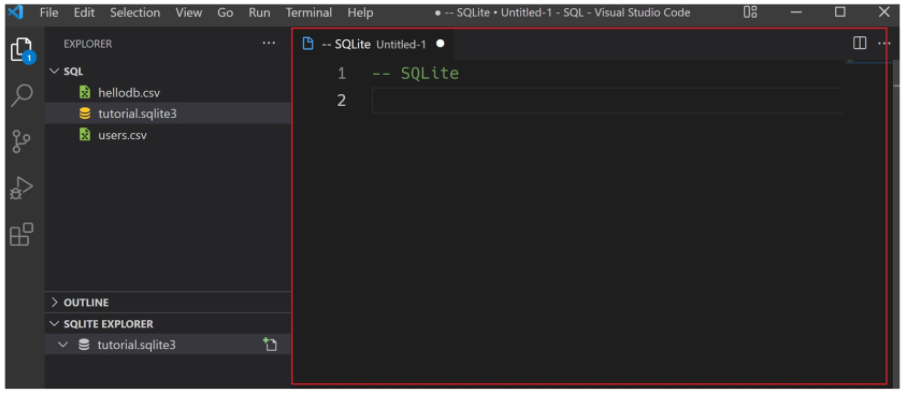 File Edit Selection View Go Run Terminal Help ● -- SQLite • Untitled-1 - SQL - Visual Studio Code
EXPLORER ···
1
SQL
hellodb.csv
tutorial.sqlite3
users.csv
OUTLINE
SQLITE EXPLORER
tutorial.sqlite3
-- SQLite Untitled-1 ●
1 -- SQLite
2